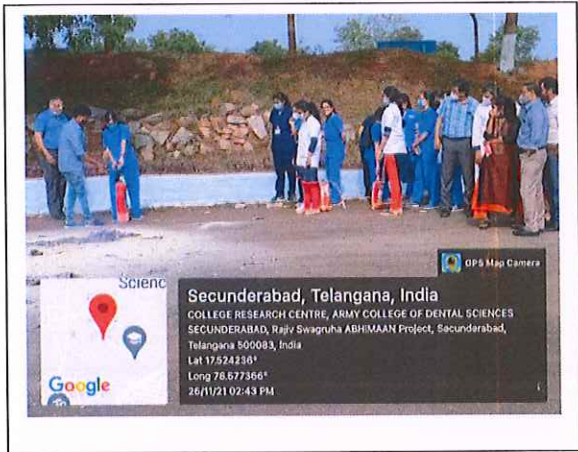 GPS Map Camera
Scienc
Google
Secunderabad, Telangana, India
COLLEGE RESEARCH CENTRE, ARMY COLLEGE OF DENTAL SCIENCES
SECUNDERABAD, Rajiv Swagruha ABHIMAAN Project, Secunderabad,
Telangana 500083, India
Lat 17.524236°
Long 78.577366°
26/11/21 02:43 PM